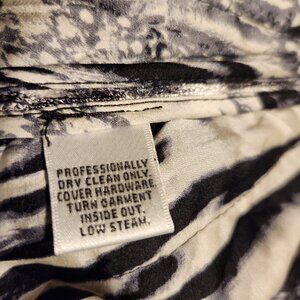 PROFESSIONALLY
DRY CLEAN ONLY.
COVER HARDWARE.
TURN GARMENT
INSIDE OUT.
LOW STEAM.